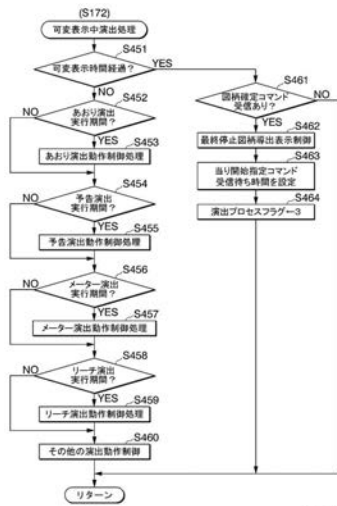 (S172)
可変表示中演出処理
S451
可変表示時間経過?
YES
NO
S452
あおり演出
実行期間?
NO
YES
S453
あおり演出動作制御処理
S454
予告演出
実行期間?
NO
YES
S455
予告演出動作制御処理
S456
メーター演出
実行期間?
NO
YES
S457
メーター演出動作制御処理
S458
リーチ演出
実行期間?
NO
YES
S459
リーチ演出動作制御処理
S460
その他の演出動作制御
リターン
S461
図柄確定コマンド
受信あり?
NO
YES
S462
最終停止図柄導出表示制御
S463
当り開始指定コマンド
受信待ち時間を設定
S464
演出プロセスフラグ←3